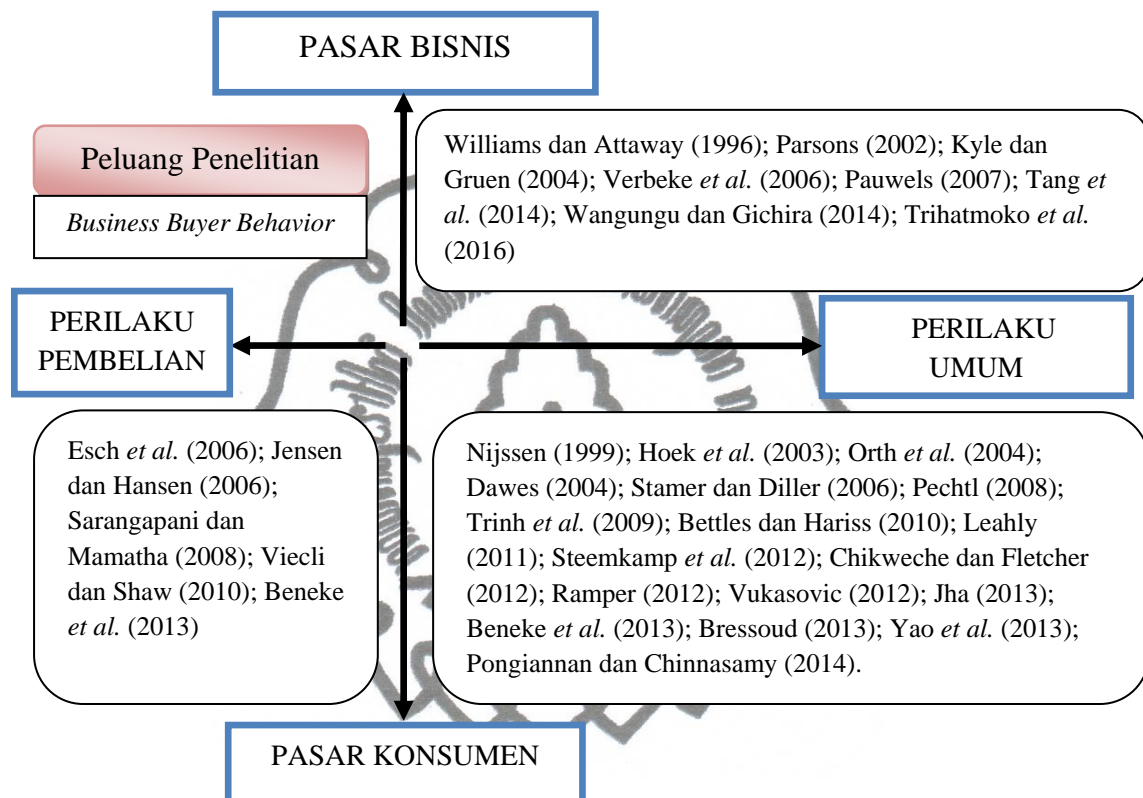 PASAR BISNIS
Peluang Penelitian
Business Buyer Behavior
Williams dan Attaway (1996); Parsons (2002); Kyle dan
Gruen (2004); Verbeke et al. (2006); Pauwels (2007); Tang et
al. (2014); Wangungu dan Gichira (2014); Trihatmoko et al.
(2016)
PERILAKU
PEMBELIAN
PERILAKU
UMUM
Esch et al. (2006); Jensen
dan Hansen (2006);
Sarangapani dan
Mamatha (2008); Viecli
dan Shaw (2010); Beneke
et al. (2013)
Nijssen (1999); Hoek et al. (2003); Orth et al. (2004);
Dawes (2004); Stamer dan Diller (2006); Pechtl (2008);
Trinh et al. (2009); Bettles dan Hariss (2010); Leahly
(2011); Steemkamp et al. (2012); Chikweche dan Fletcher
(2012); Ramper (2012); Vukasovic (2012); Jha (2013);
Beneke et al. (2013); Bressoud (2013); Yao et al. (2013);
Pongiannan dan Chinnasamy (2014).
PASAR KONSUMEN